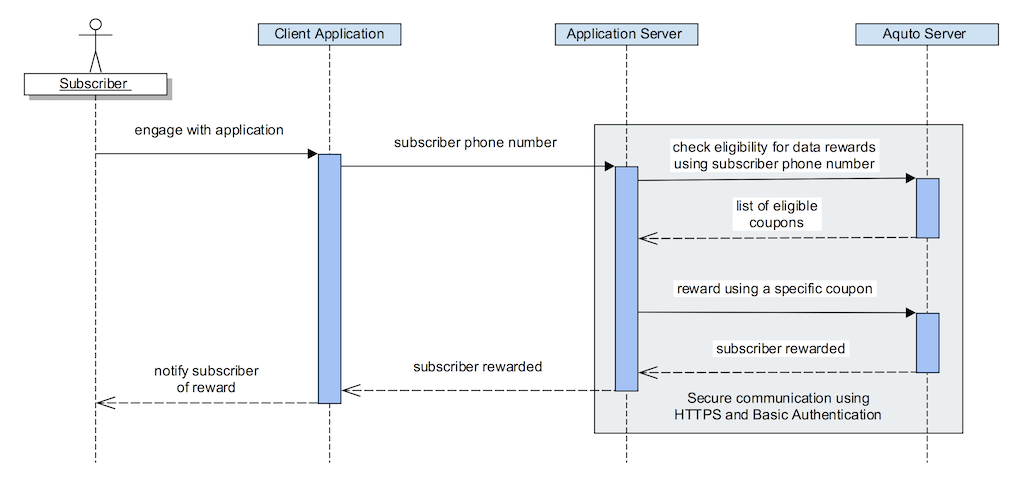 Client Application
Application Server
Aquto Server
Subscriber
engage with application
subscriber phone number
check eligibility for data rewards
using subscriber phone number
list of eligible
coupons
reward using a specific coupon
subscriber rewarded
subscriber rewarded
notify subscriber
of reward
Secure communication using
HTTPS and Basic Authentication